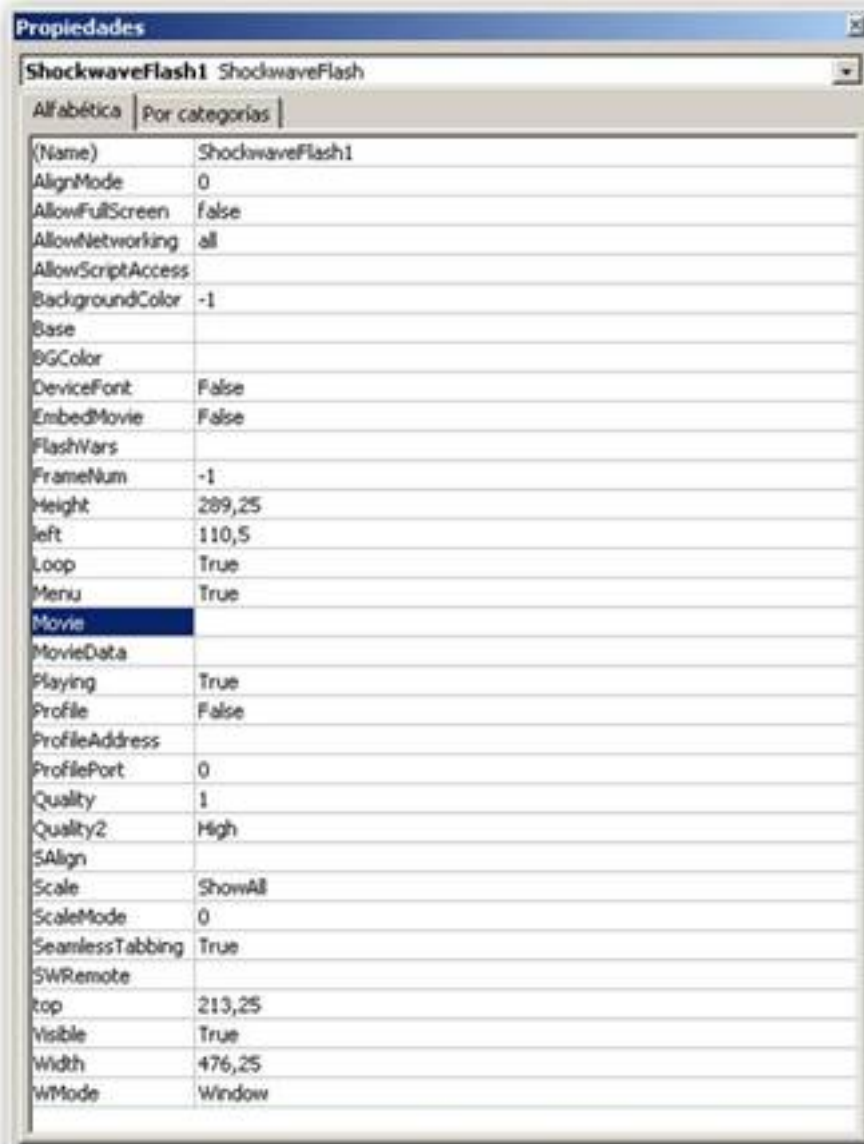 Propiedades
ShockwaveFlash1 ShockwaveFlash
Alfabética Por categorías
(Name) ShockwaveFlash1
AlignMode 0
AllowFullScreen false
AllowNetworking all
AllowScriptAccess
BackgroundColor -1
Base
BGColor
DeviceFont False
EmbedMovie False
FlashVars
FrameNum -1
Height 289,25
left 110,5
Loop True
Menu True
Movie
MovieData
Playing True
Profile False
ProfileAddress
ProfilePort 0
Quality 1
Quality2 High
SAlign
Scale ShowAll
ScaleMode 0
SeamlessTabbing True
SWRemote
top 213,25
Visible True
Width 476,25
WMode Window